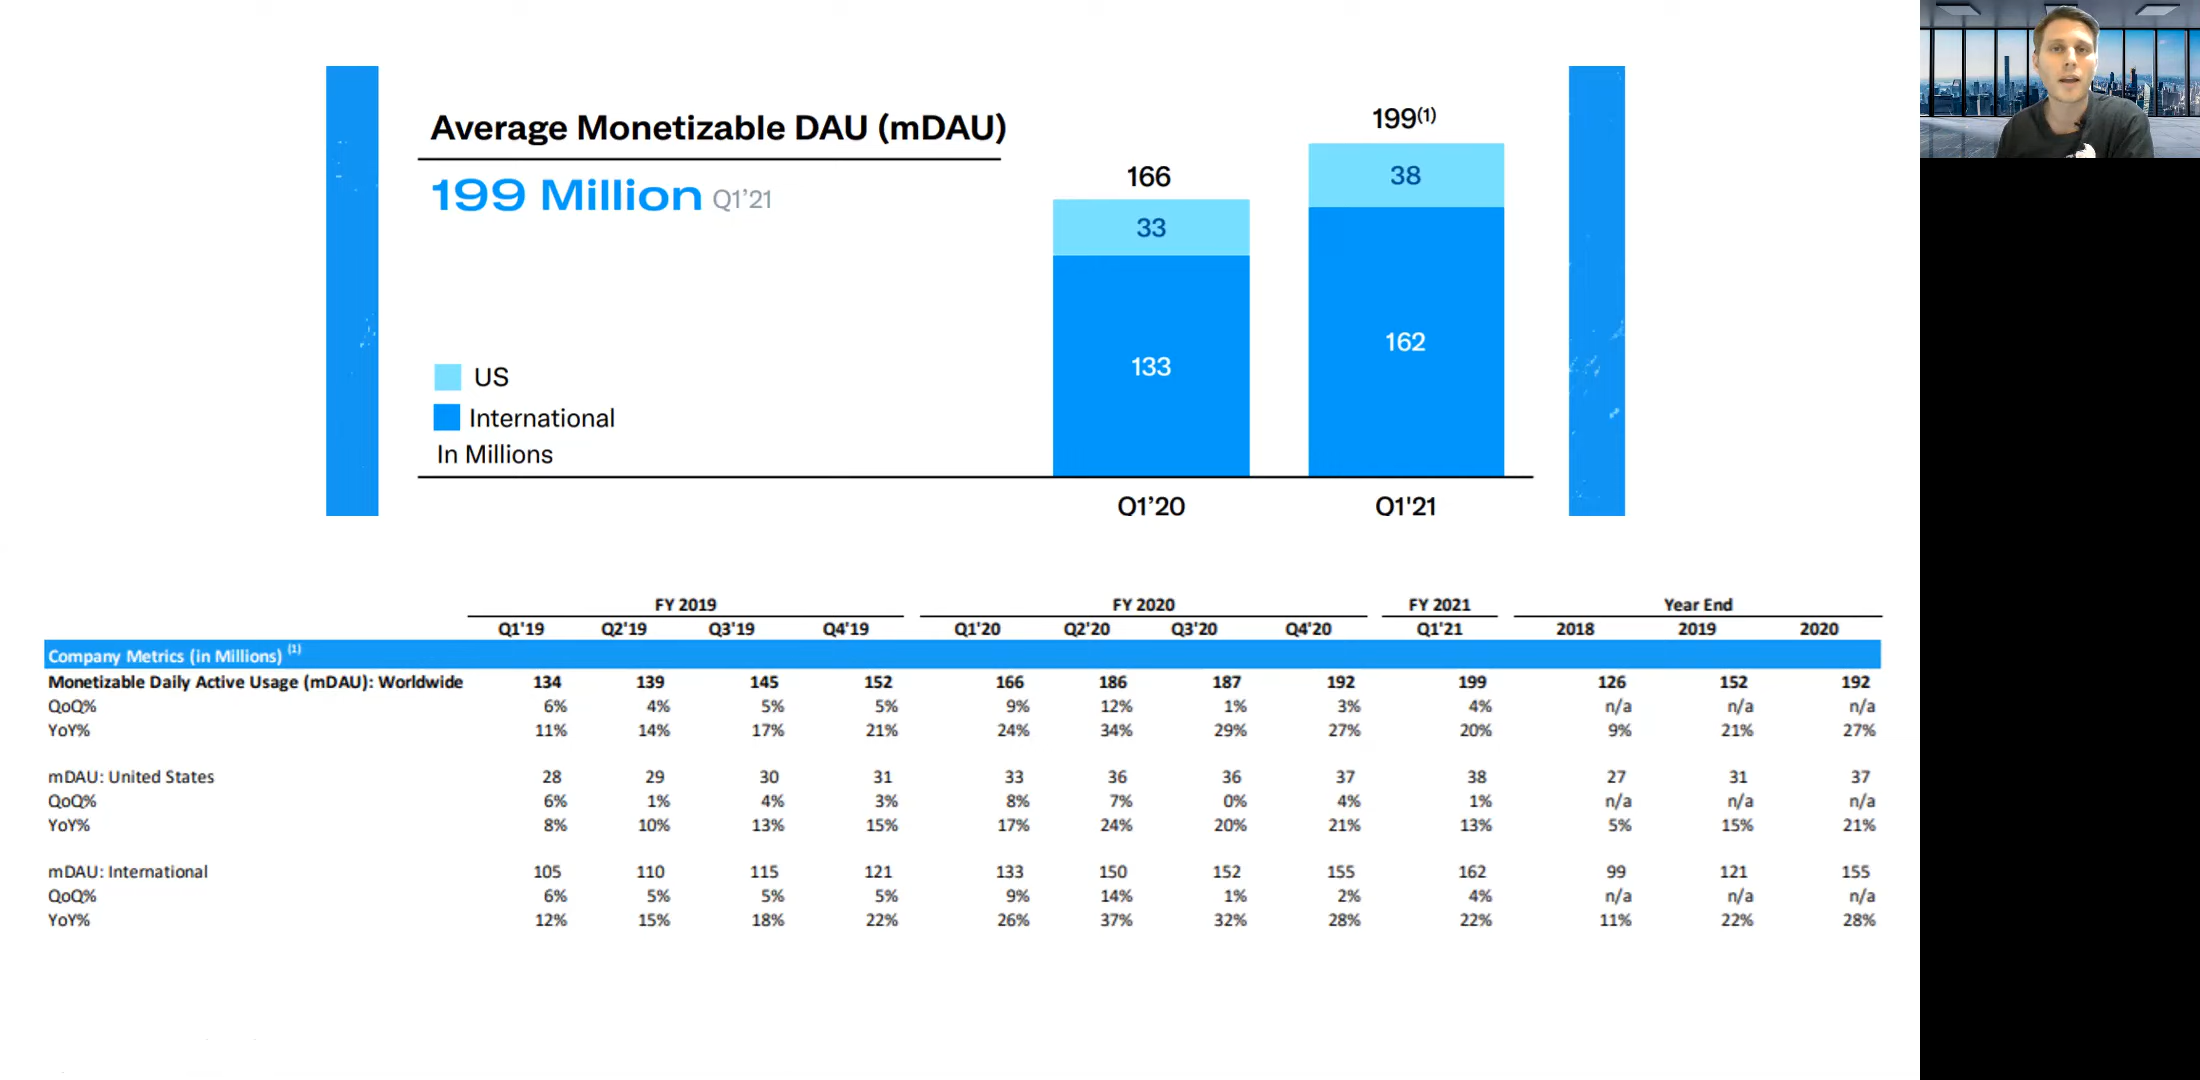 Average Monetizable DAU (mDAU)
199 Million Q1’21
US
International
In Millions
166
33
133
Q1’20
199(1)
38
162
Q1'21
FY 2019 FY 2020 FY 2021 Year End
Q1'19 Q2'19 Q3'19 Q4'19 Q1'20 Q2'20 Q3'20 Q4'20 Q1'21 2018 2019 2020
Company Metrics (in Millions) (1)
Monetizable Daily Active Usage (mDAU): Worldwide 134 139 145 152 166 186 187 192 199 126 152 192
QoQ% 6% 4% 5% 5% 9% 12% 1% 3% 4% n/a n/a n/a
YoY% 11% 14% 17% 21% 24% 34% 29% 27% 20% 9% 21% 27%
mDAU: United States 28 29 30 31 33 36 36 37 38 27 31 37
QoQ% 6% 1% 4% 3% 8% 7% 0% 4% 1% n/a n/a n/a
YoY% 8% 10% 13% 15% 17% 24% 20% 21% 13% 5% 15% 21%
mDAU: International 105 110 115 121 133 150 152 155 162 99 121 155
QoQ% 6% 5% 5% 5% 9% 14% 1% 2% 4% n/a n/a n/a
YoY% 12% 15% 18% 22% 26% 37% 32% 28% 22% 11% 22% 28%